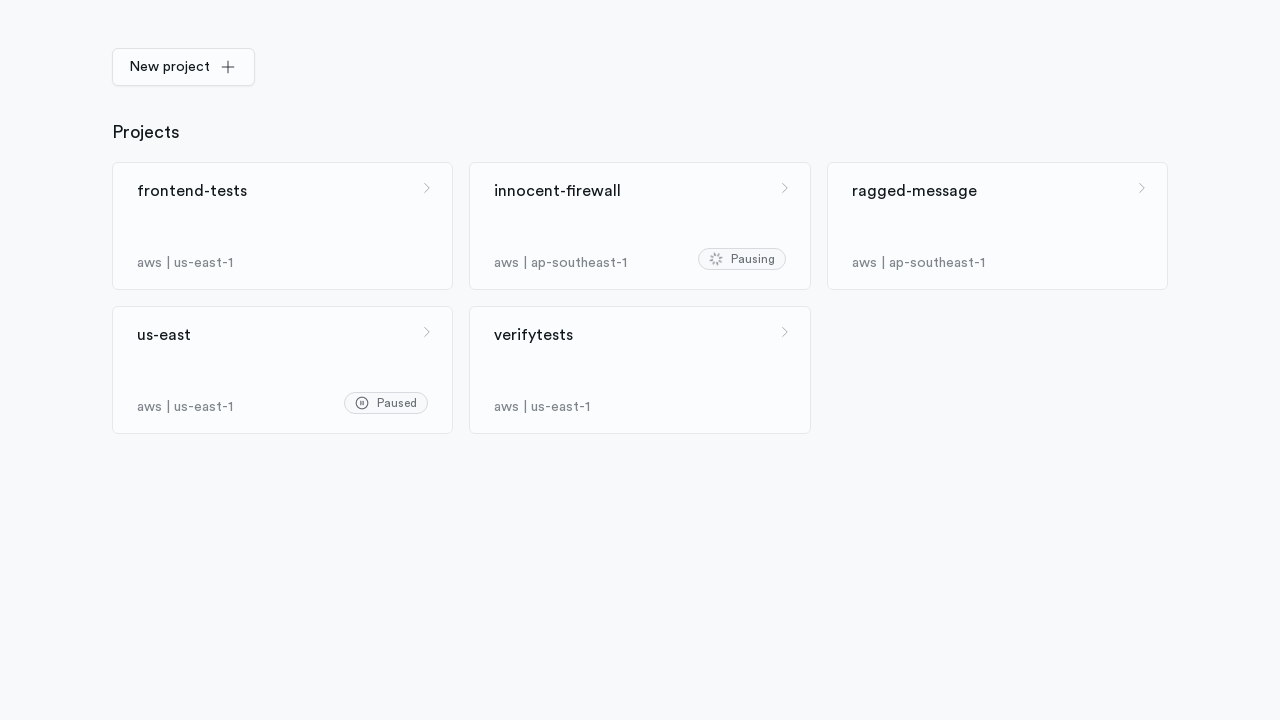 New project
Projects
frontend-tests
aws | us-east-1
innocent-firewall
aws | ap-southeast-1
Pausing
ragged-message
aws | ap-southeast-1
us-east
aws | us-east-1
Paused
verifytests
aws | us-east-1